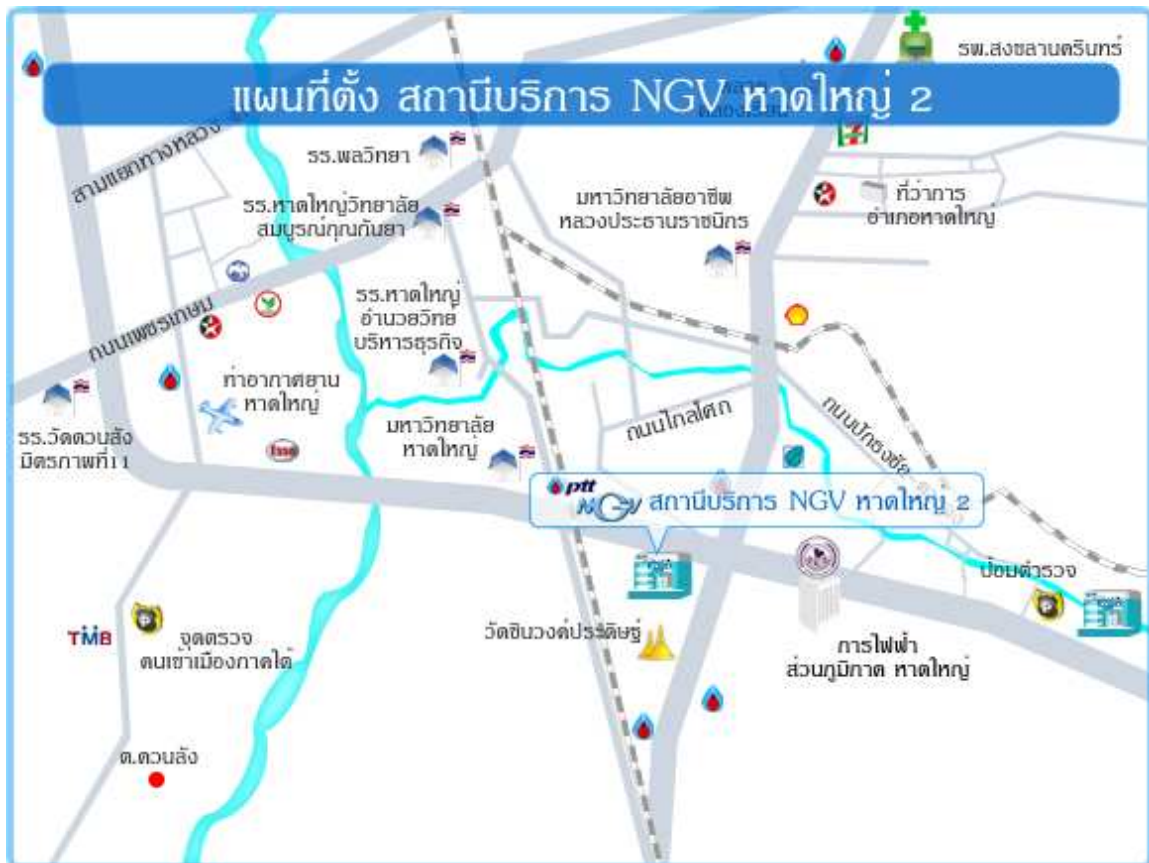 รพ.สงขลานครินทร์
แผนที่ตั้ง สถานีบริการ NGV หาดใหญ่ 2
สามแยกทางหลวง
รร.พลวิทยา
รร.หาดใหญ่วิทยาลัย
สมบูรณ์กุณกันยา
มหาวิทยาลัยอาชีพ
หลวงประธานราชนิกร
ที่ว่าการ
อำเภอหาดใหญ่
ถนนเพชรเกษม
รร.หาดใหญ่
อำนวยวิทย์
บริหารธุรกิจ
ท่าอากาศยาน
หาดใหญ่
Esso
รร.วัดควนลัง
มิตรภาพที่11
มหาวิทยาลัย
หาดใหญ่
ถนนไกลโศก
ถนนปักธงชัย
ptt
NGV สถานีบริการ NGV หาดใหญ่ 2
ป้อมตำรวจ
TMB
จุดตรวจ
คนเข้าเมืองภาคใต้
วัดชินวงศ์ประดิษฐ์
การไฟฟ้า
ส่วนภูมิภาค หาดใหญ่
ต.ควนลัง